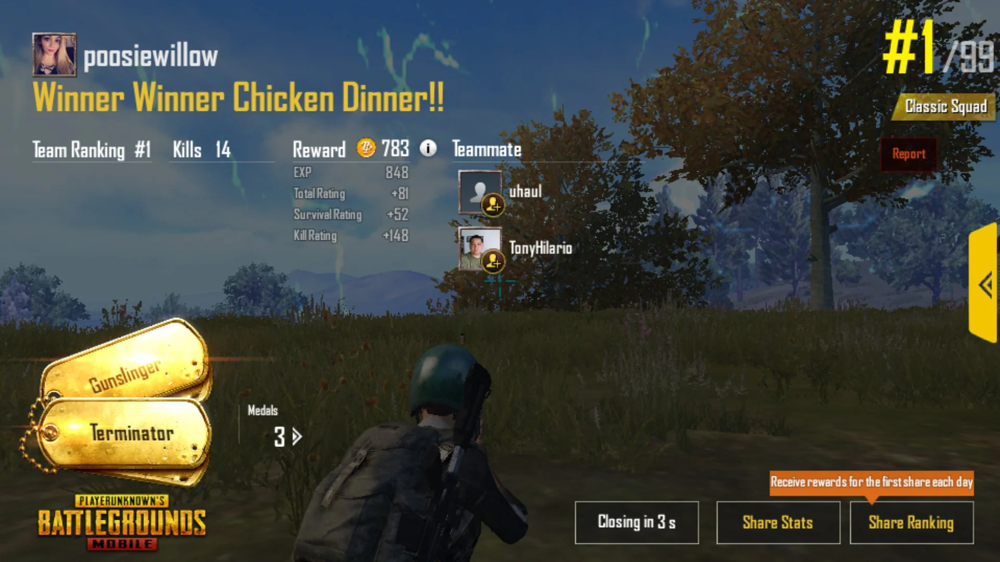 poosiewillow
Winner Winner Chicken Dinner!!
#1/99
Classic Squad
Report
Team Ranking #1
Kills 14
Reward 783
EXP 848
Total Rating +81
Survival Rating +52
Kill Rating +148
Teammate
uhaul
TonyHilario
Gunslinger
Terminator
Medals
3
PLAYERUNKNOWN'S
BATTLEGROUNDS
MOBILE
Receive rewards for the first share each day
Closing in 3 s
Share Stats
Share Ranking